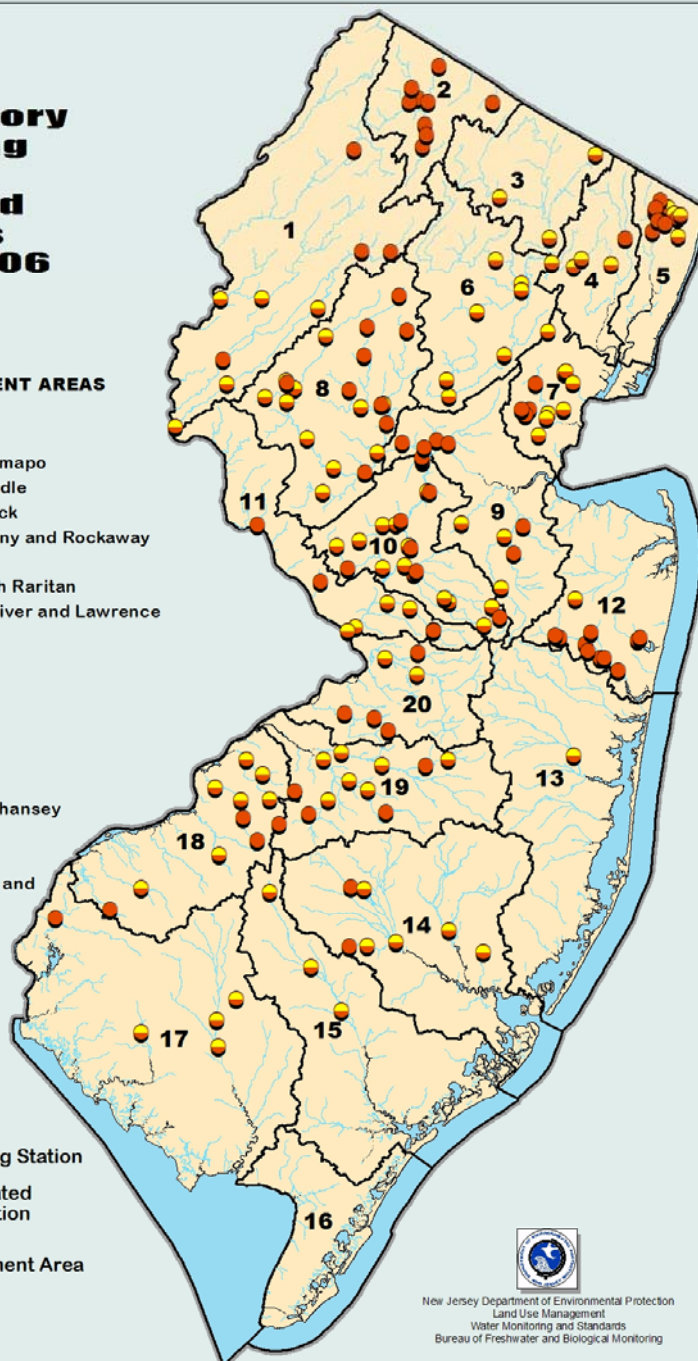 ory
g
d
s
06
ENT AREAS
mapo
dle
ck
ny and Rockaway
h Raritan
iver and Lawrence
hansey
and
g Station
ted
tion
ent Area
1
2
3
4
5
6
7
8
9
10
11
12
13
14
15
16
17
18
19
20
New Jersey Department of Environmental Protection
Land Use Management
Water Monitoring and Standards
Bureau of Freshwater and Biological Monitoring